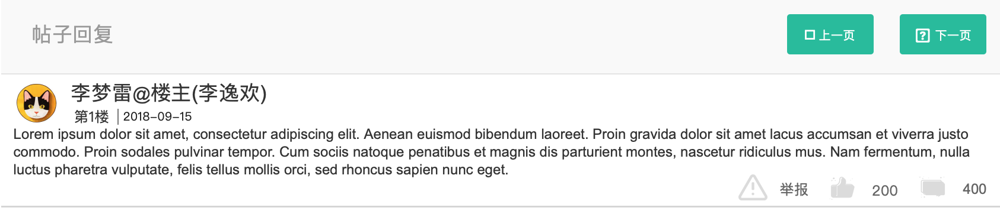 帖子回复
上一页
下一页
李梦雷@楼主(李逸欢)
第1楼 | 2018-09-15
Lorem ipsum dolor sit amet, consectetur adipiscing elit. Aenean euismod bibendum laoreet. Proin gravida dolor sit amet lacus accumsan et viverra justo
commodo. Proin sodales pulvinar tempor. Cum sociis natoque penatibus et magnis dis parturient montes, nascetur ridiculus mus. Nam fermentum, nulla
luctus pharetra vulputate, felis tellus mollis orci, sed rhoncus sapien nunc eget.
举报 200 400